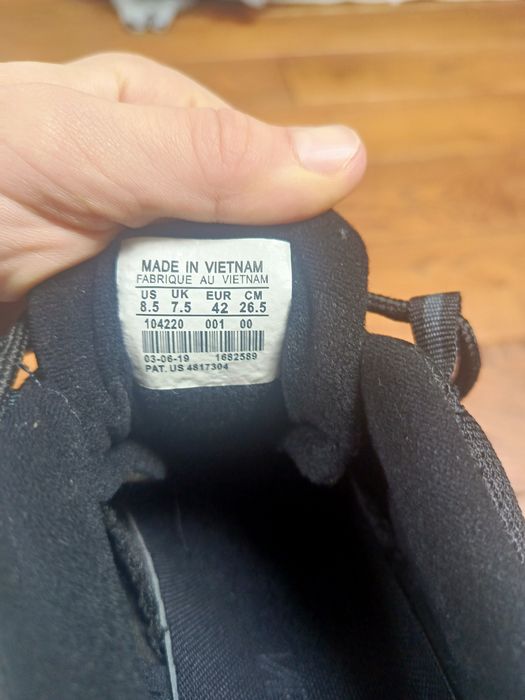 MADE IN VIETNAM
FABRIQUE AU VIETNAM
US UK EUR CM
8.5 7.5 42 26.5
104220 001 00
03-06-19 1682589
PAT. US 4817304